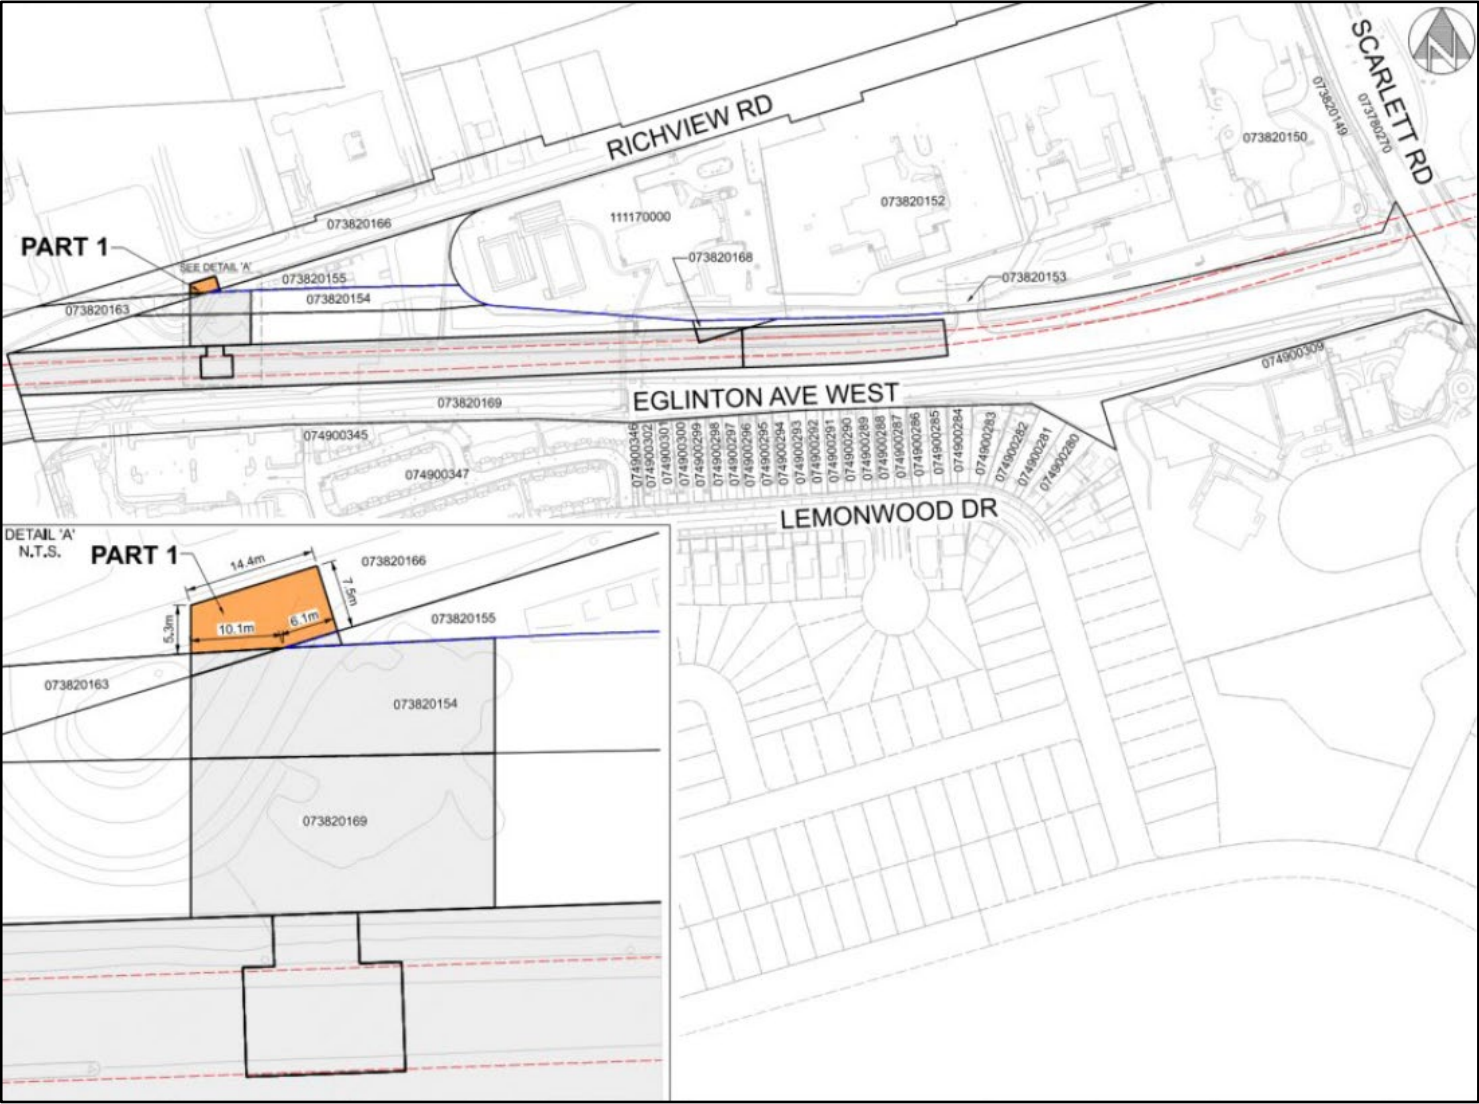 SCARLETT RD
N
073820149
073780270
073820150
RICHVIEW RD
073820152
111170000
073820166
PART 1
SEE DETAIL 'A'
073820155
073820168
073820153
073820154
073820163
074900309
EGLINTON AVE WEST
073820169
074900345
074900347
074900346
074900302
074900301
074900300
074900299
074900298
074900297
074900296
074900295
074900294
074900293
074900292
074900291
074900290
074900289
074900288
074900287
074900286
074900285
074900284
074900283
074900282
074900281
074900280
LEMONWOOD DR
DETAIL 'A'
N.T.S.
PART 1
14.4m
073820166
7.5m
5.3m
10.1m
6.1m
073820155
073820163
073820154
073820169